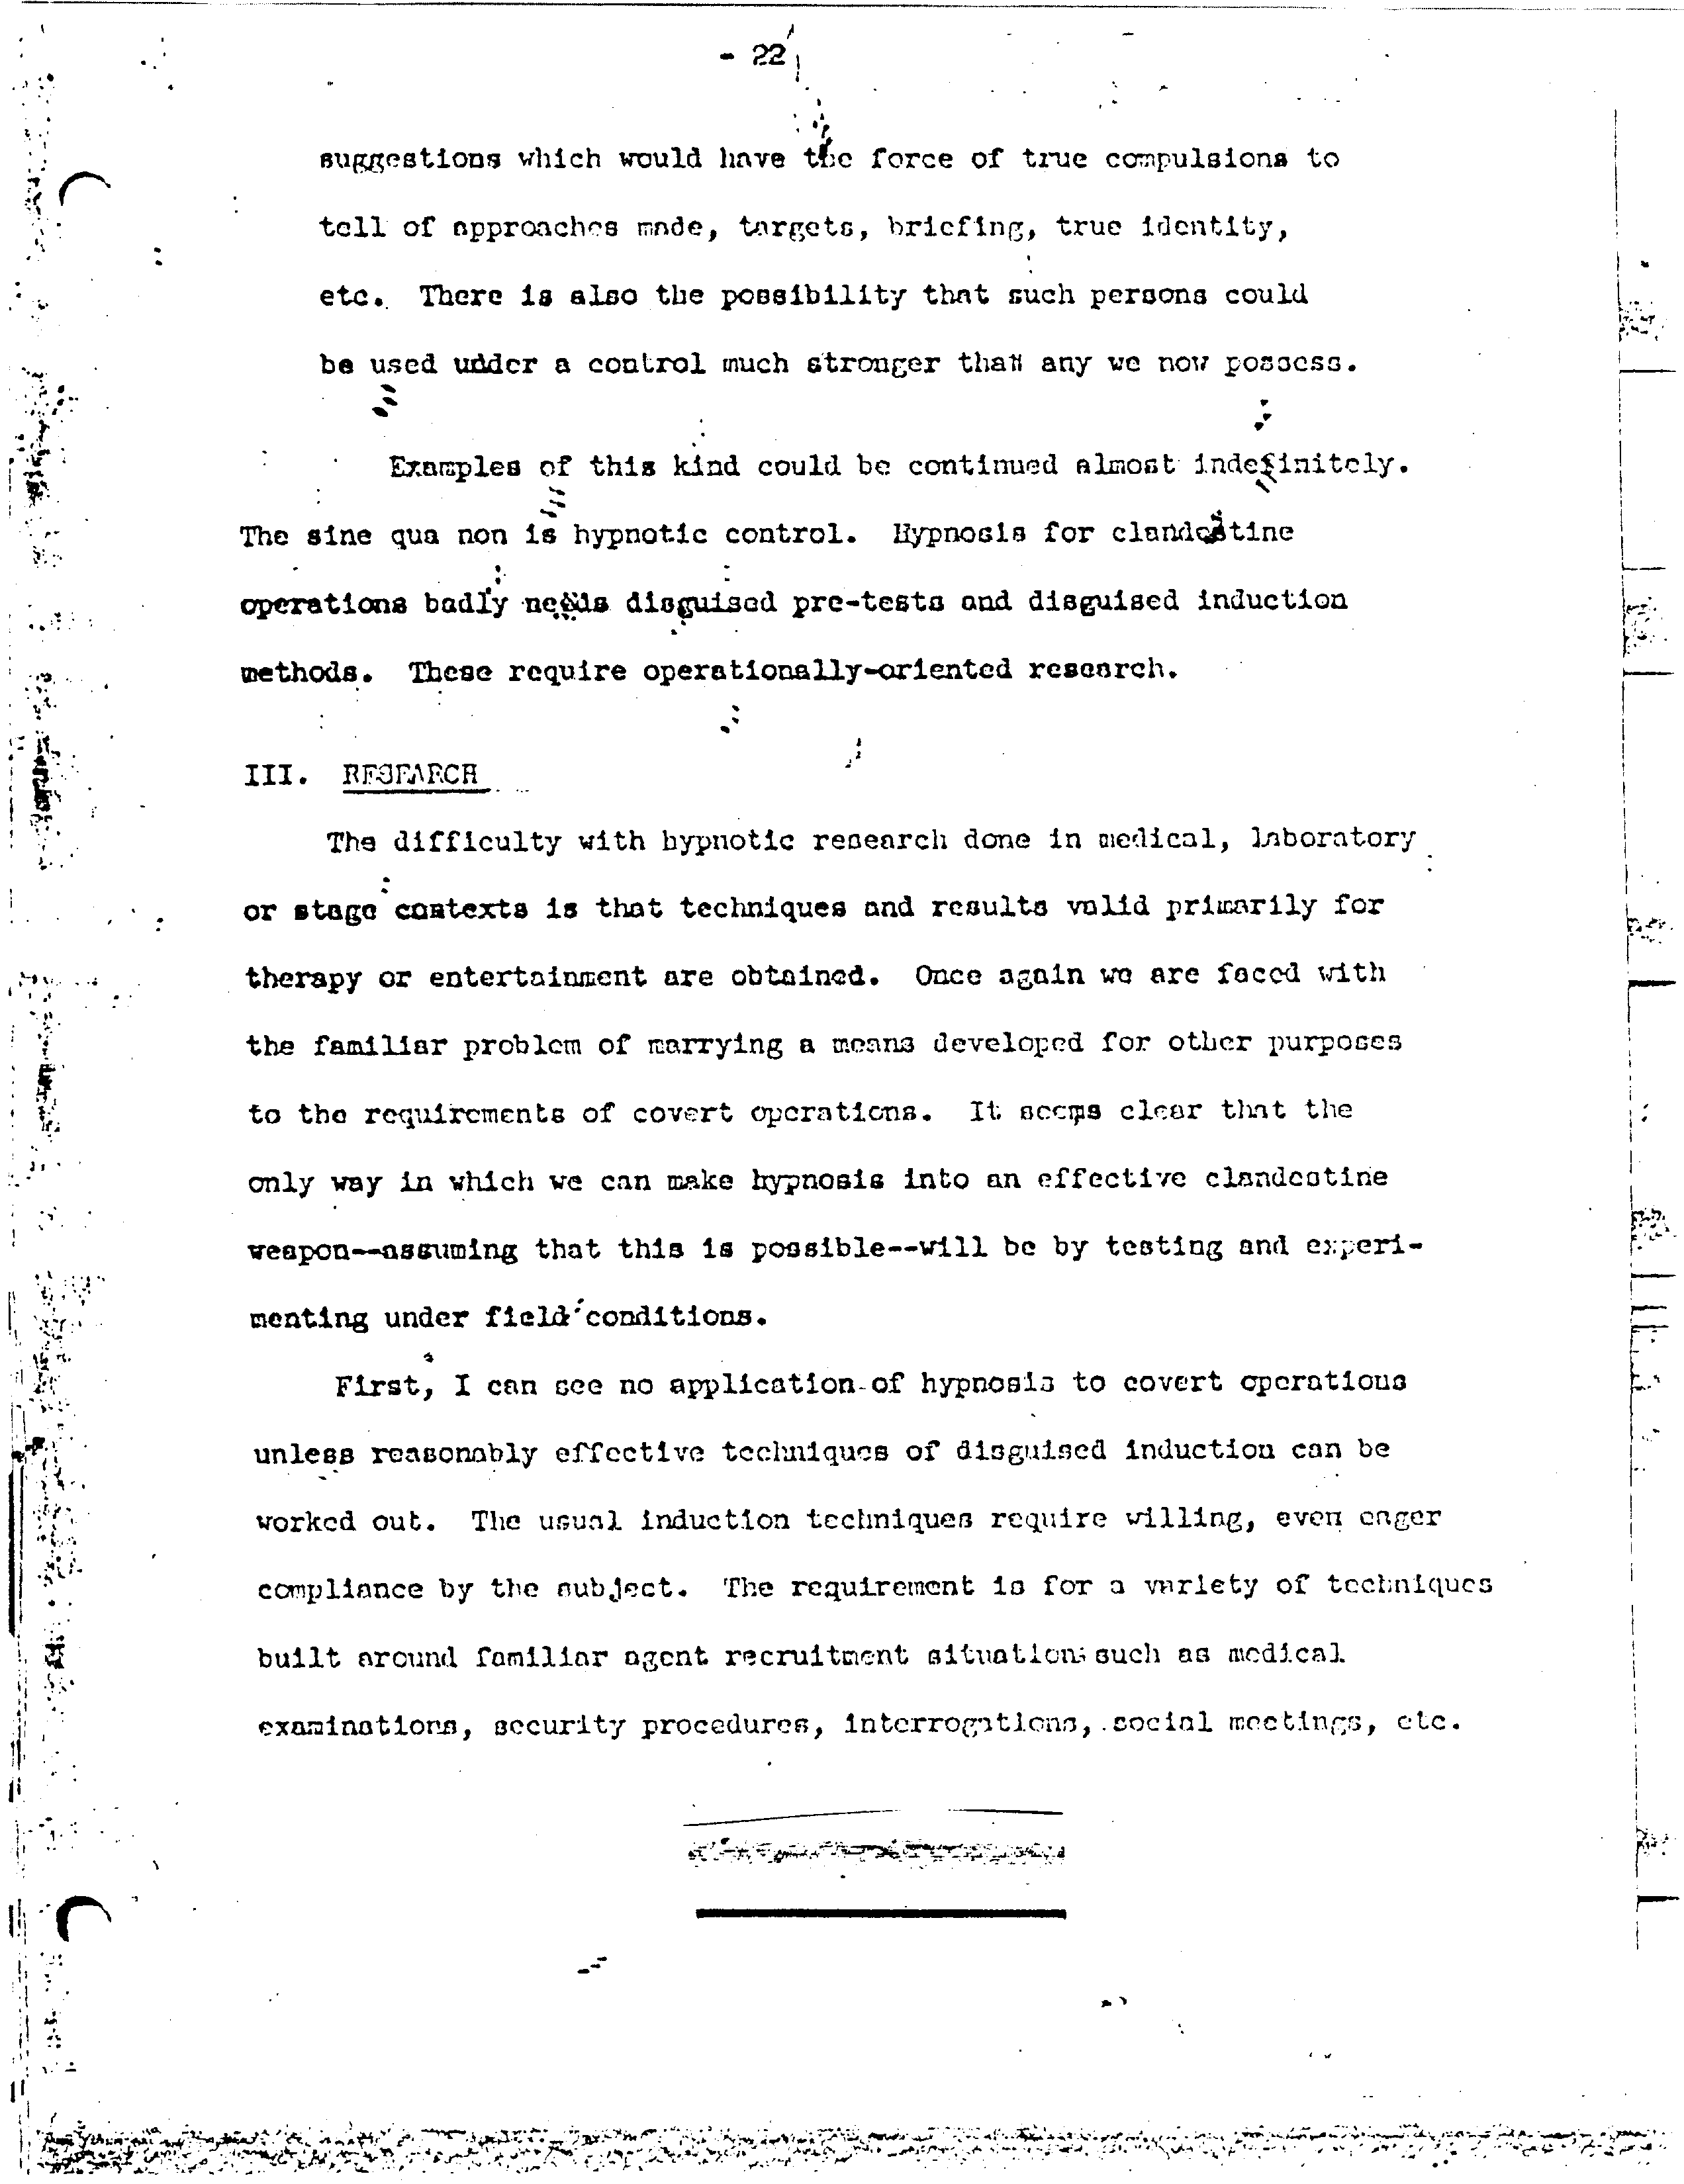 - 22
suggestions which would have the force of true compulsions to
tell of approaches made, targets, briefing, true identity,
etc. There is also the possibility that such persons could
be used udder a control much stronger than any we now possess.
Examples of this kind could be continued almost indefinitely.
The sine qua non is hypnotic control. Hypnosis for clandestine
operations badly needs disguised pre-tests and disguised induction
methods. These require operationally-oriented research.
III. RESEARCH
The difficulty with hypnotic research done in medical, laboratory
or stage contexts is that techniques and results valid primarily for
therapy or entertainment are obtained. Once again we are faced with
the familiar problem of marrying a means developed for other purposes
to the requirements of covert operations. It seems clear that the
only way in which we can make hypnosis into an effective clandestine
weapon--assuming that this is possible--will be by testing and experi-
menting under field conditions.
First, I can see no application of hypnosis to covert operations
unless reasonably effective techniques of disguised induction can be
worked out. The usual induction techniques require willing, even eager
compliance by the subject. The requirement is for a variety of techniques
built around familiar agent recruitment situations such as medical
examinations, security procedures, interrogations, social meetings, etc.